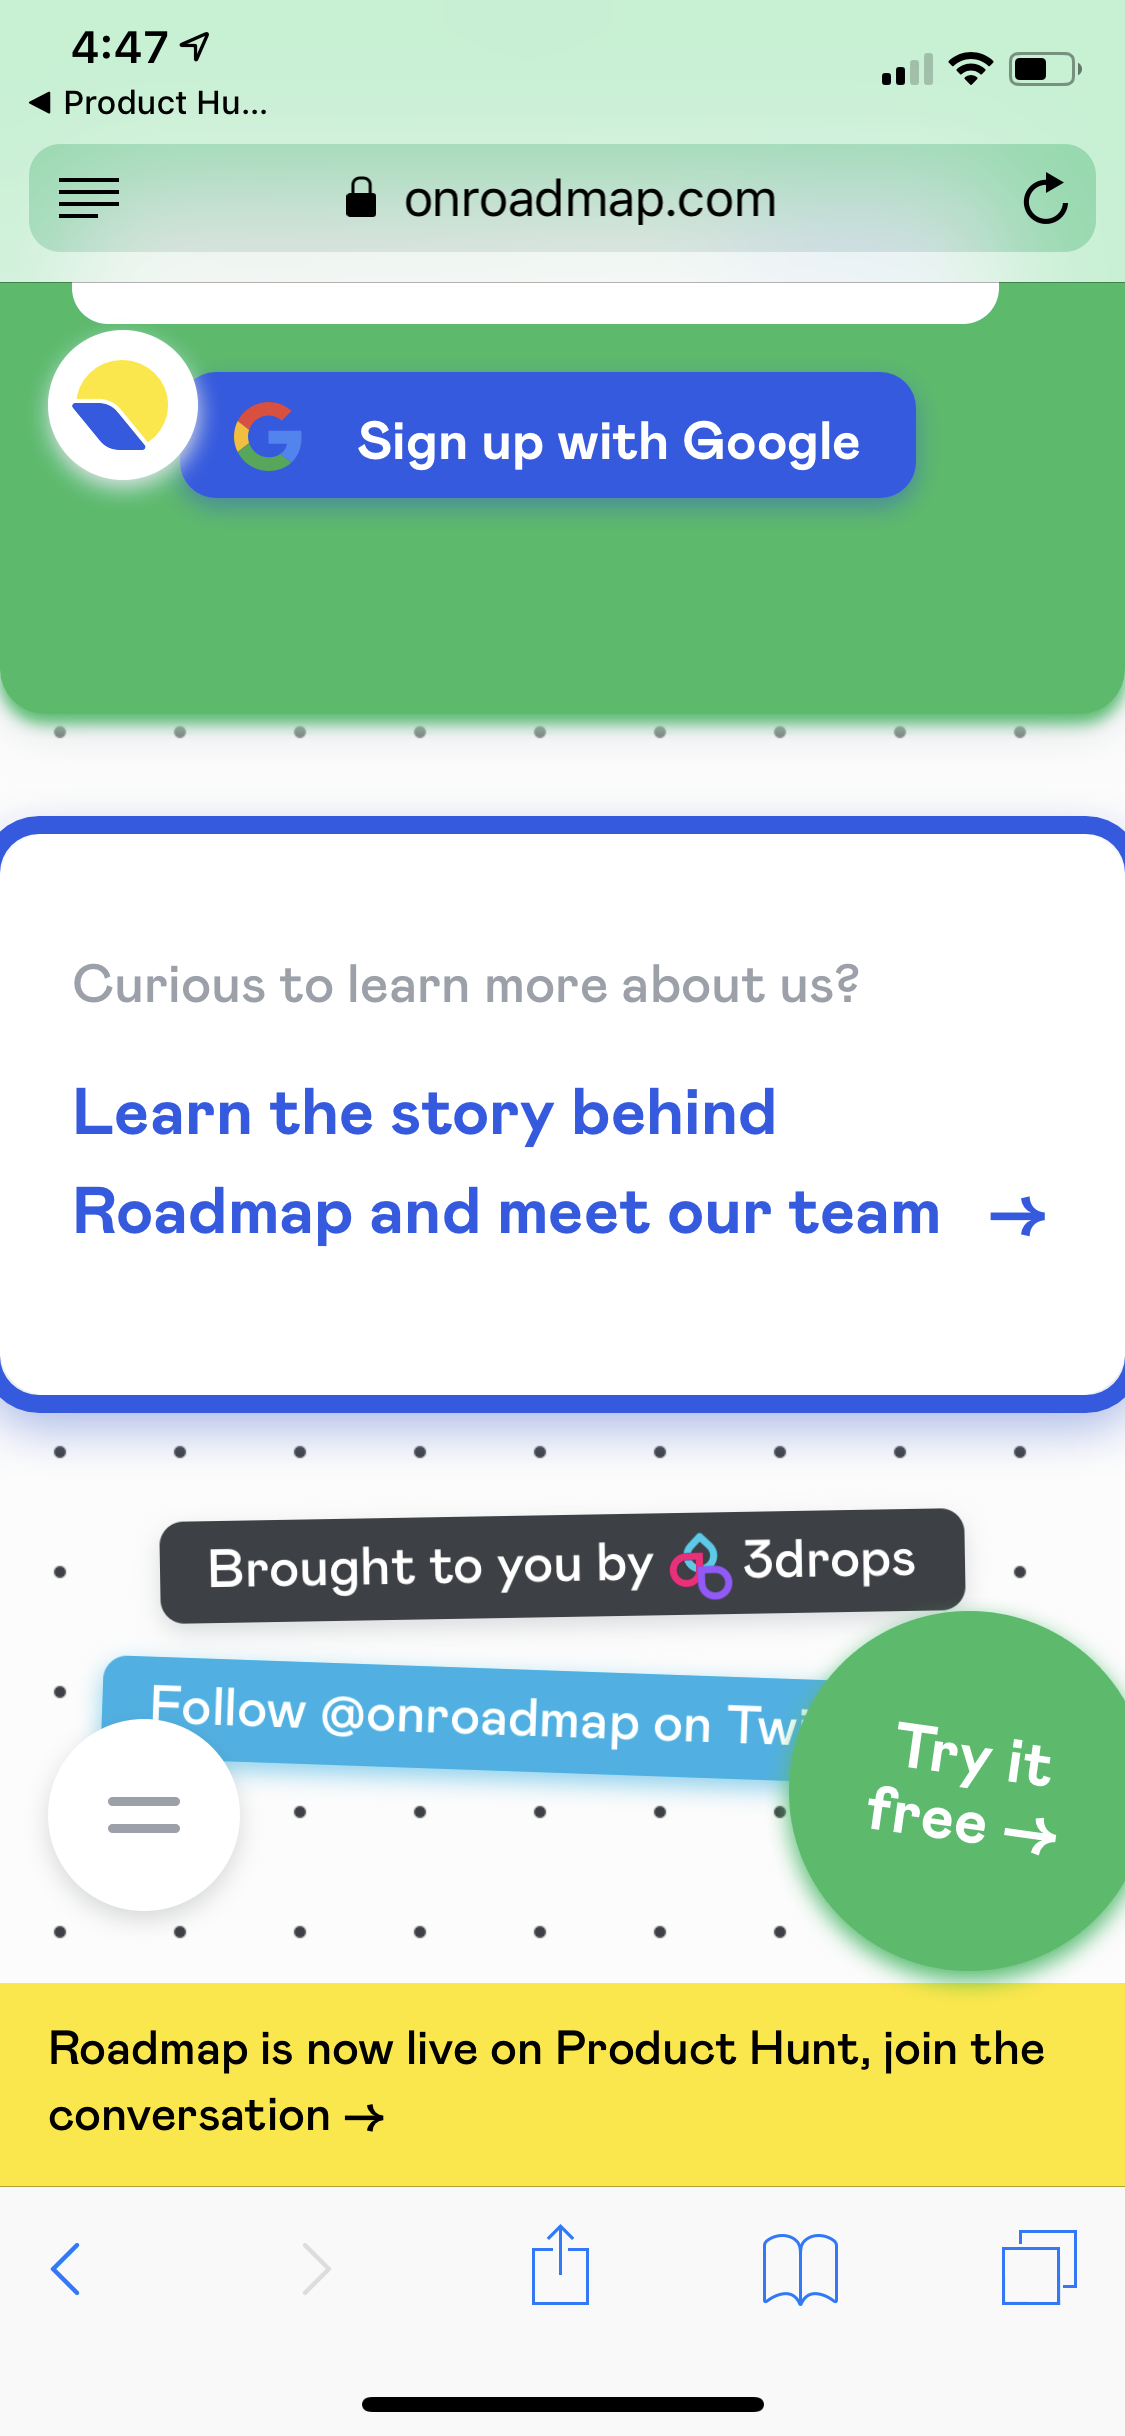 4:47
Product Hu...
onroadmap.com
Sign up with Google
Curious to learn more about us?
Learn the story behind
Roadmap and meet our team →
Brought to you by 3drops
Follow @onroadmap on Twi
Try it
free →
Roadmap is now live on Product Hunt, join the
conversation →